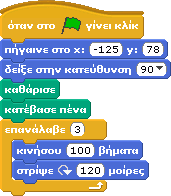 όταν στο γίνει κλικ
πήγαινε στο x: -125 y: 78
δείξε στην κατεύθυνση 90
καθάρισε
κατέβασε πένα
επανάλαβε 3
κινήσου 100 βήματα
στρίψε 120 μοίρες